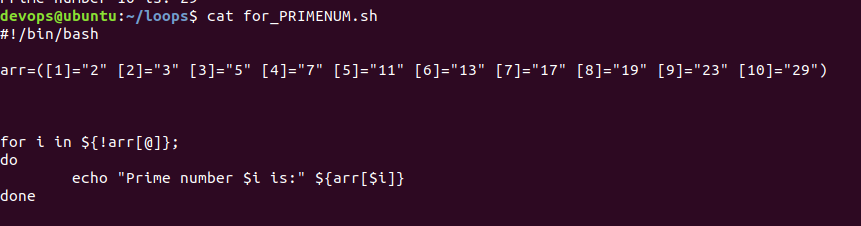 Prime number 10 is: 29
devops@ubuntu:~/loops$ cat for_PRIMENUM.sh
#!/bin/bash
arr=([1]="2" [2]="3" [3]="5" [4]="7" [5]="11" [6]="13" [7]="17" [8]="19" [9]="23" [10]="29")
for i in ${!arr[@]};
do
        echo "Prime number $i is:" ${arr[$i]}
done